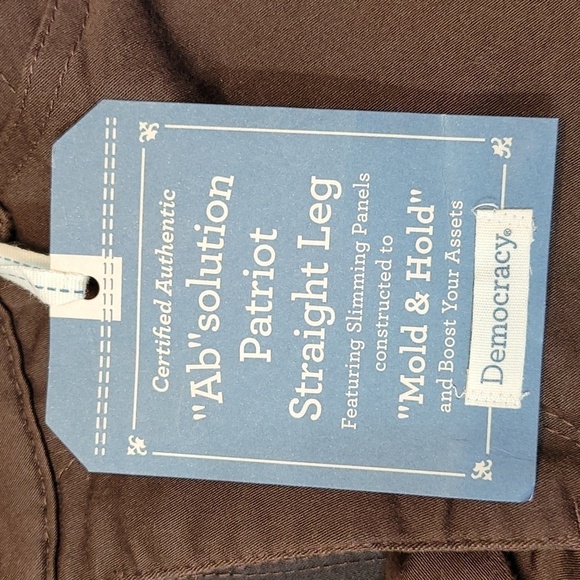 Certified Authentic
"Ab"solution
Patriot
Straight Leg
Featuring Slimming Panels
constructed to
"Mold & Hold"
and Boost Your Assets
Democracy®